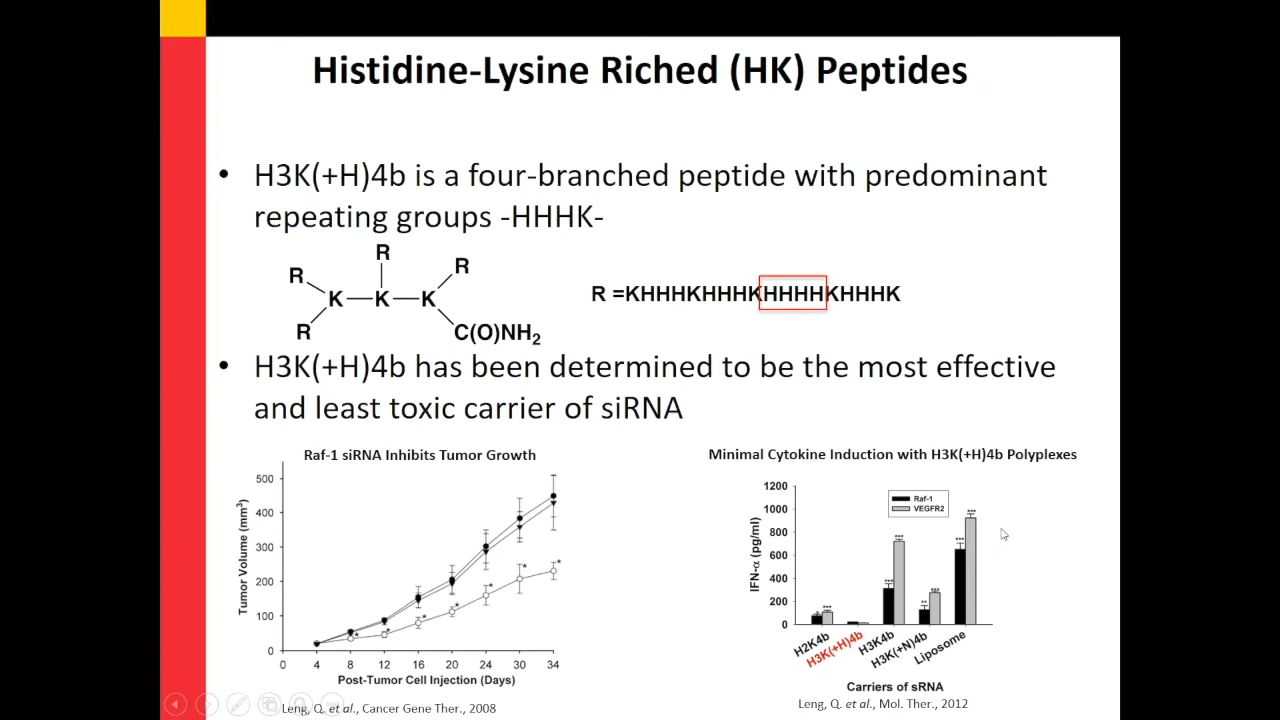 Histidine-Lysine Riched (HK) Peptides
• H3K(+H)4b is a four-branched peptide with predominant
repeating groups -HHHK-
R
R
R
K — K — K
R
C(O)NH2
R =KHHHKHHHKHHHHKHHHK
• H3K(+H)4b has been determined to be the most effective
and least toxic carrier of siRNA
Raf-1 siRNA Inhibits Tumor Growth
Tumor Volume (mm3)
500
400
300
200
100
0
0 4 8 12 16 20 24 30 34
* * * * * * * *
Post-Tumor Cell Injection (Days)
Leng, Q. et al., Cancer Gene Ther., 2008
Minimal Cytokine Induction with H3K(+H)4b Polyplexes
IFN-α (pg/ml)
1200
1000
800
600
400
200
0
Raf-1
VEGFR2
* *** *** *** ** *** *** ***
H2K4b
H3K(+H)4b
H3K4b
H3K(+N)4b
Liposome
Carriers of sRNA
Leng, Q. et al., Mol. Ther., 2012